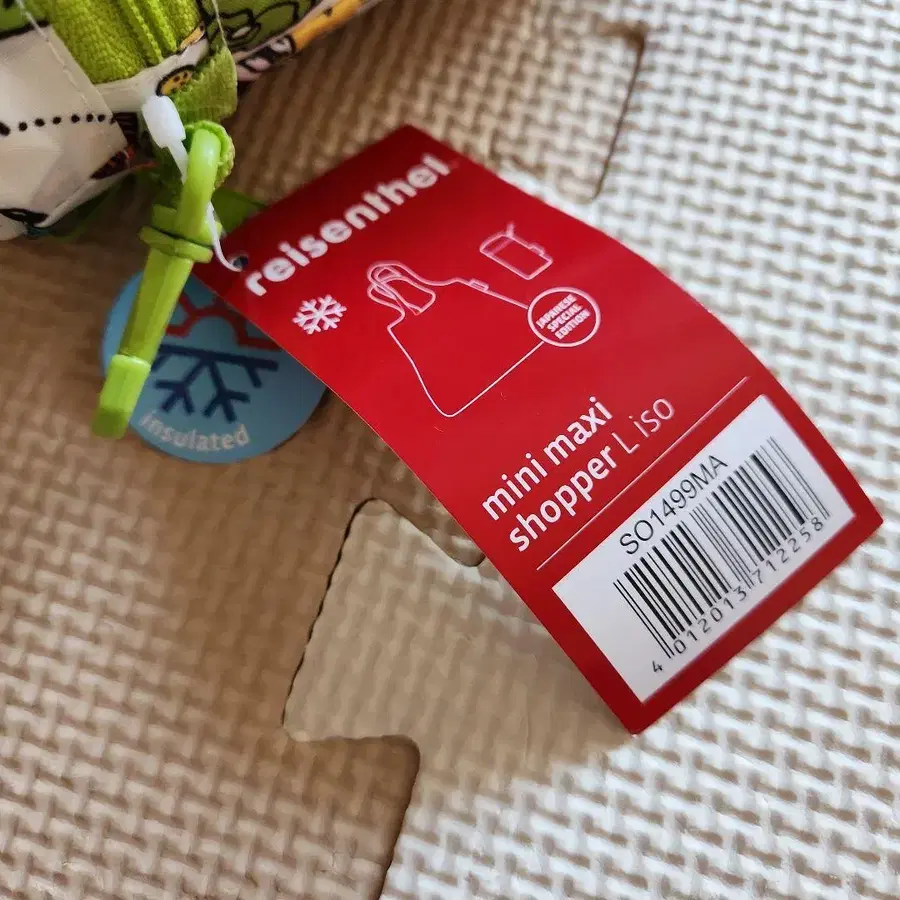 reisenthel
JAPANESE
SPECIAL
EDITION
mini maxi
shopper L iso
SO1499MA
4 012013 712258
insulated